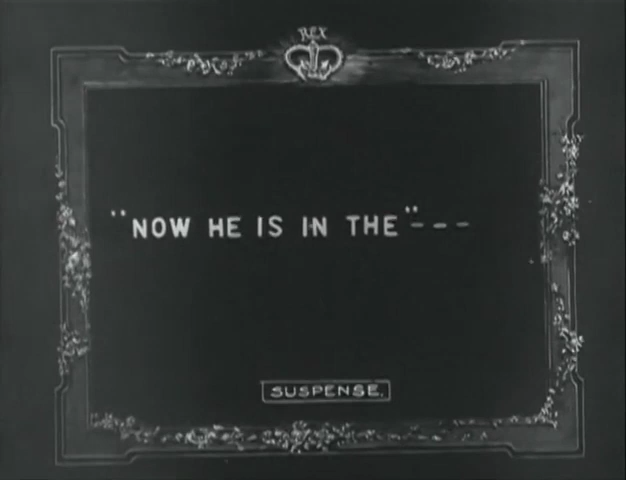 REX
"NOW HE IS IN THE"---
SUSPENSE.